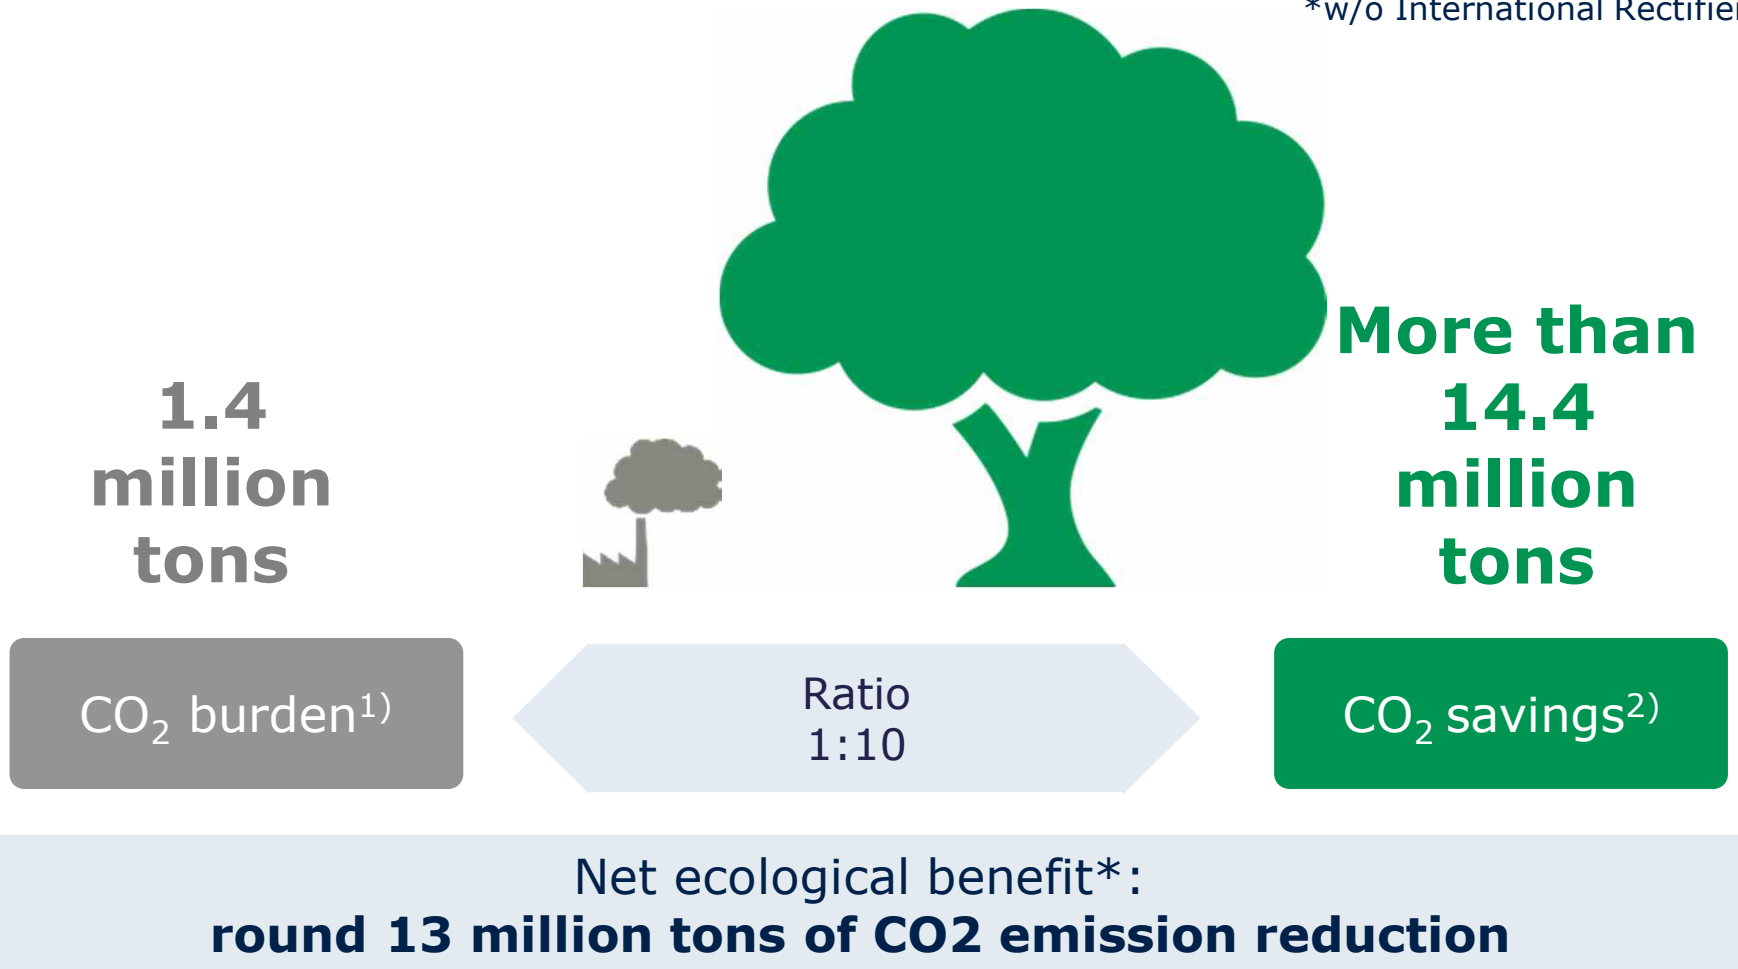 *w/o International Rectifier
1.4
million
tons
More than
14.4
million
tons
CO₂ burden¹⁾
Ratio
1:10
CO₂ savings²⁾
Net ecological benefit*:
round 13 million tons of CO2 emission reduction